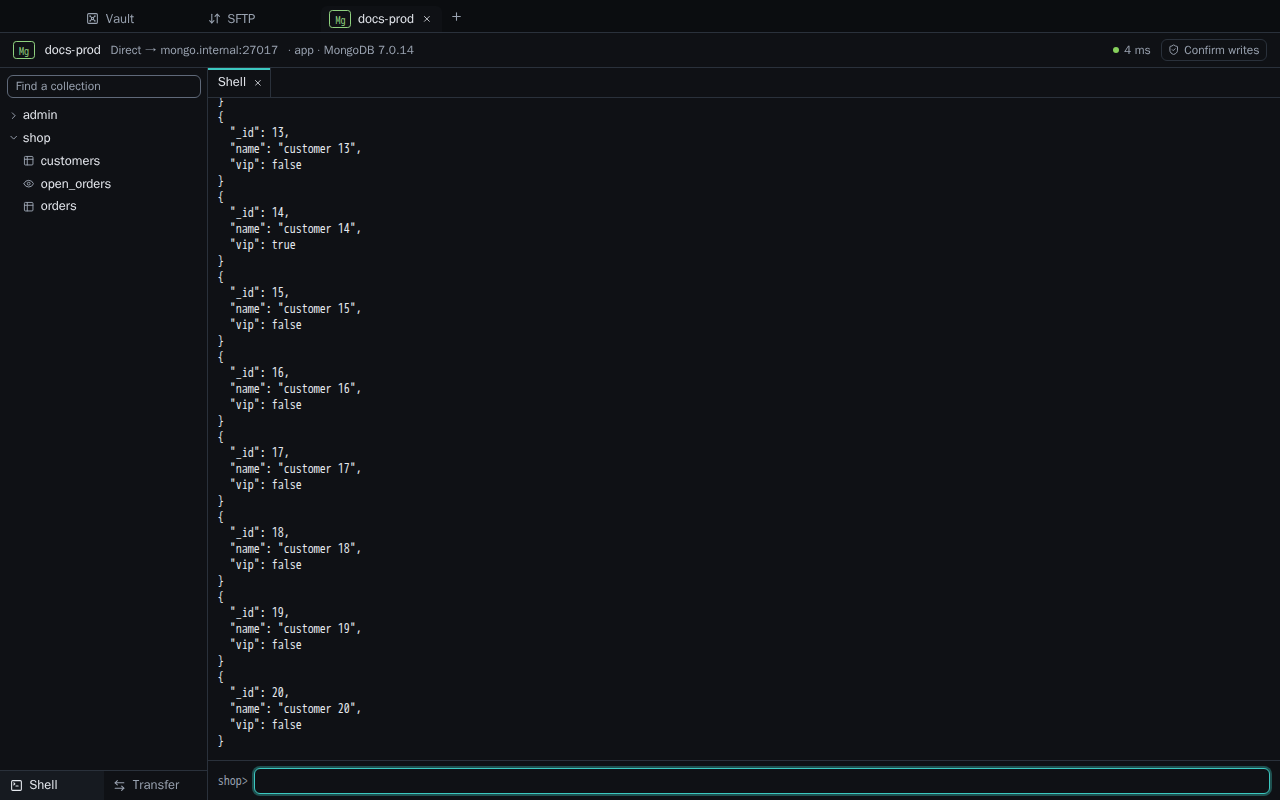 Vault
SFTP
Mg docs-prod × +
Mg docs-prod Direct → mongo.internal:27017 · app · MongoDB 7.0.14
4 ms
Confirm writes
Find a collection
admin
shop
customers
open_orders
orders
Shell
Transfer
Shell ×
}
{
"_id": 13,
"name": "customer 13",
"vip": false
}
{
"_id": 14,
"name": "customer 14",
"vip": true
}
{
"_id": 15,
"name": "customer 15",
"vip": false
}
{
"_id": 16,
"name": "customer 16",
"vip": false
}
{
"_id": 17,
"name": "customer 17",
"vip": false
}
{
"_id": 18,
"name": "customer 18",
"vip": false
}
{
"_id": 19,
"name": "customer 19",
"vip": false
}
{
"_id": 20,
"name": "customer 20",
"vip": false
}
shop>